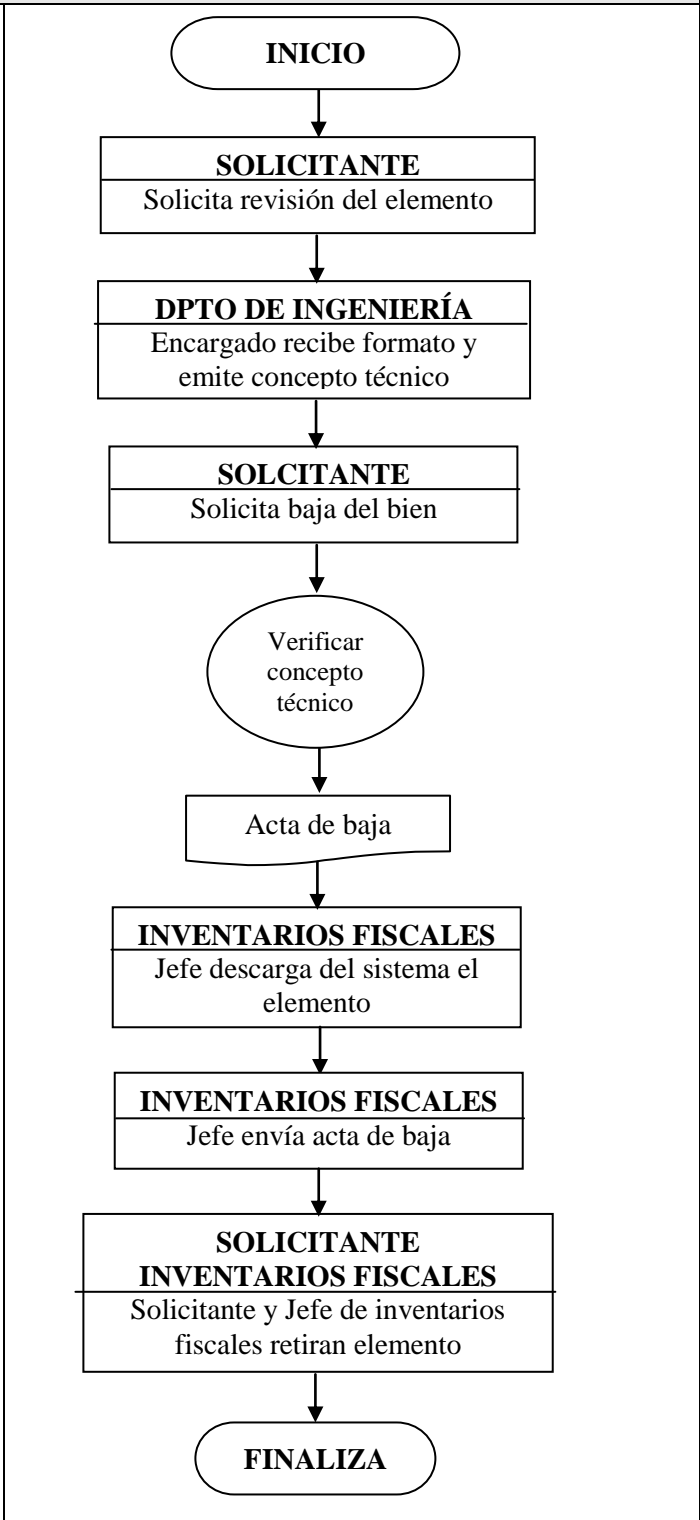 INICIO
SOLICITANTE
Solicita revisión del elemento
DPTO DE INGENIERÍA
Encargado recibe formato y
emite concepto técnico
SOLCITANTE
Solicita baja del bien
Verificar
concepto
técnico
Acta de baja
INVENTARIOS FISCALES
Jefe descarga del sistema el
elemento
INVENTARIOS FISCALES
Jefe envía acta de baja
SOLICITANTE
INVENTARIOS FISCALES
Solicitante y Jefe de inventarios
fiscales retiran elemento
FINALIZA